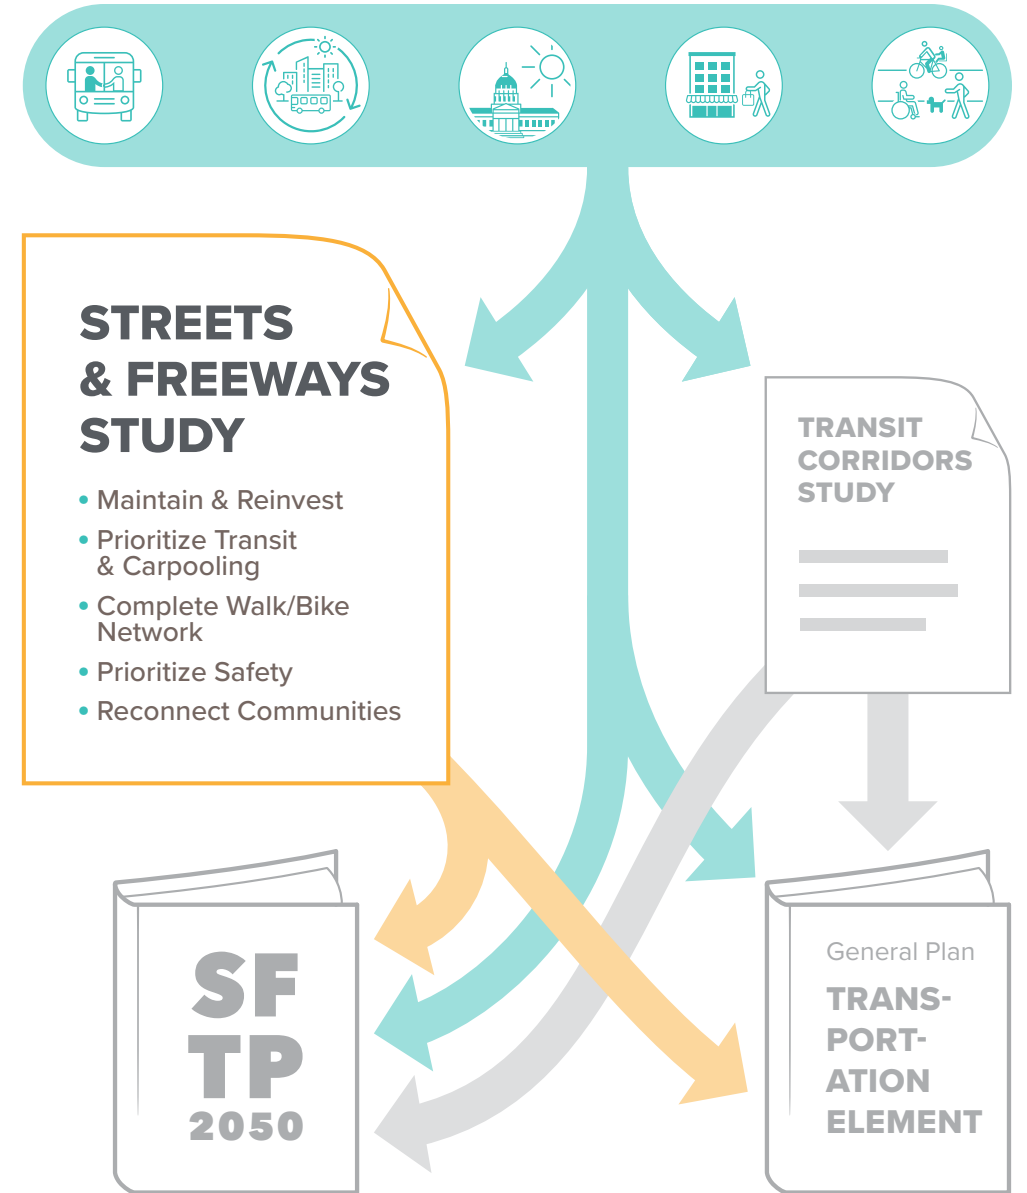 STREETS
& FREEWAYS
STUDY
• Maintain & Reinvest
• Prioritize Transit
& Carpooling
• Complete Walk/Bike
Network
• Prioritize Safety
• Reconnect Communities
TRANSIT
CORRIDORS
STUDY
SF
TP
2050
General Plan
TRANS-
PORT-
ATION
ELEMENT